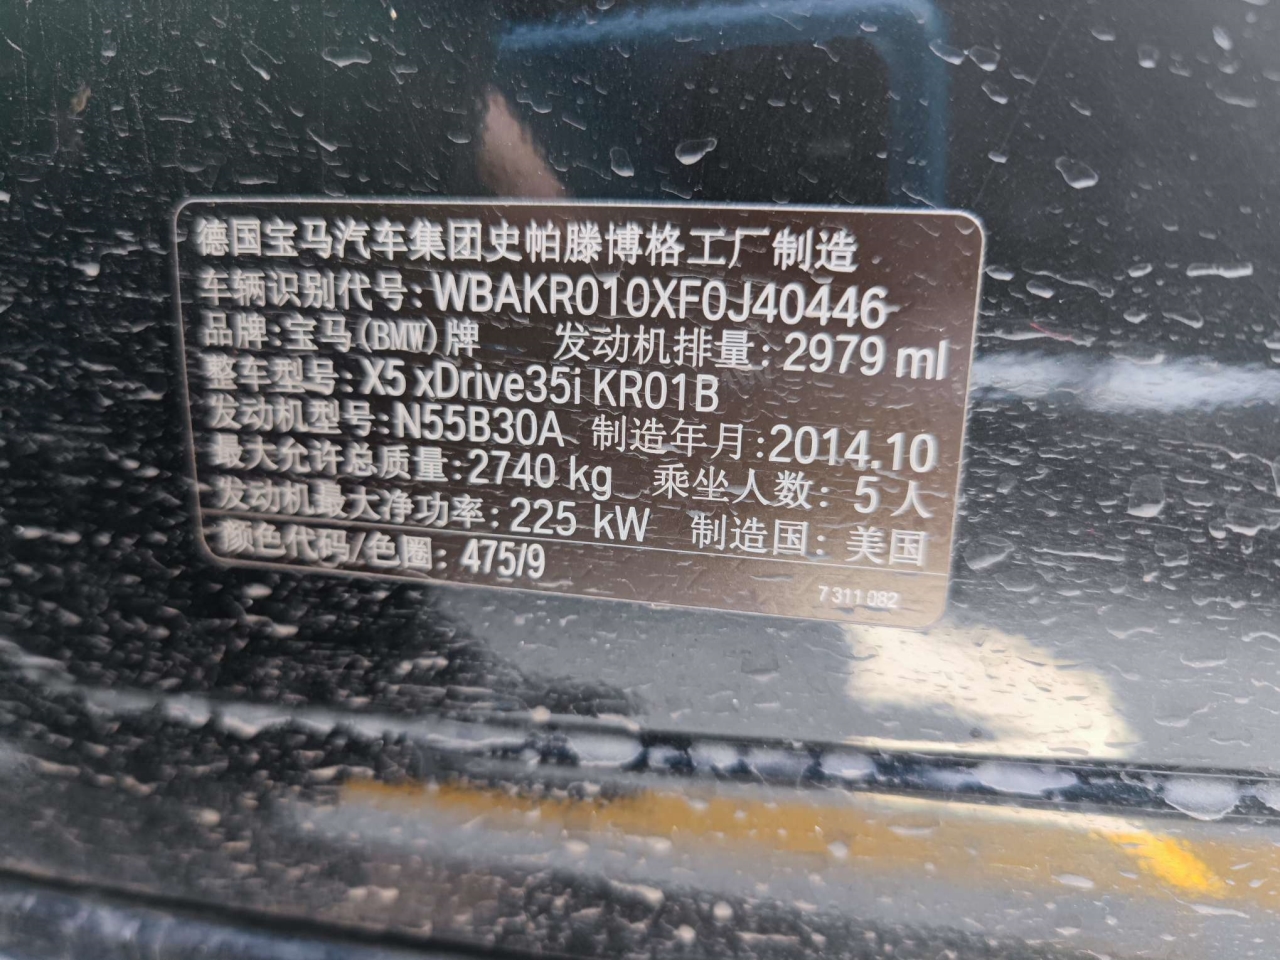 德国宝马汽车集团史帕滕博格工厂制造
车辆识别代号:WBAKR010XF0J40446
品牌:宝马(BMW)牌 发动机排量:2979 ml
整车型号:X5 xDrive35i KR01B
发动机型号:N55B30A 制造年月:2014.10
最大允许总质量:2740 kg 乘坐人数:5人
发动机最大净功率:225 kW 制造国:美国
颜色代码/色圈:475/9
7 311 082